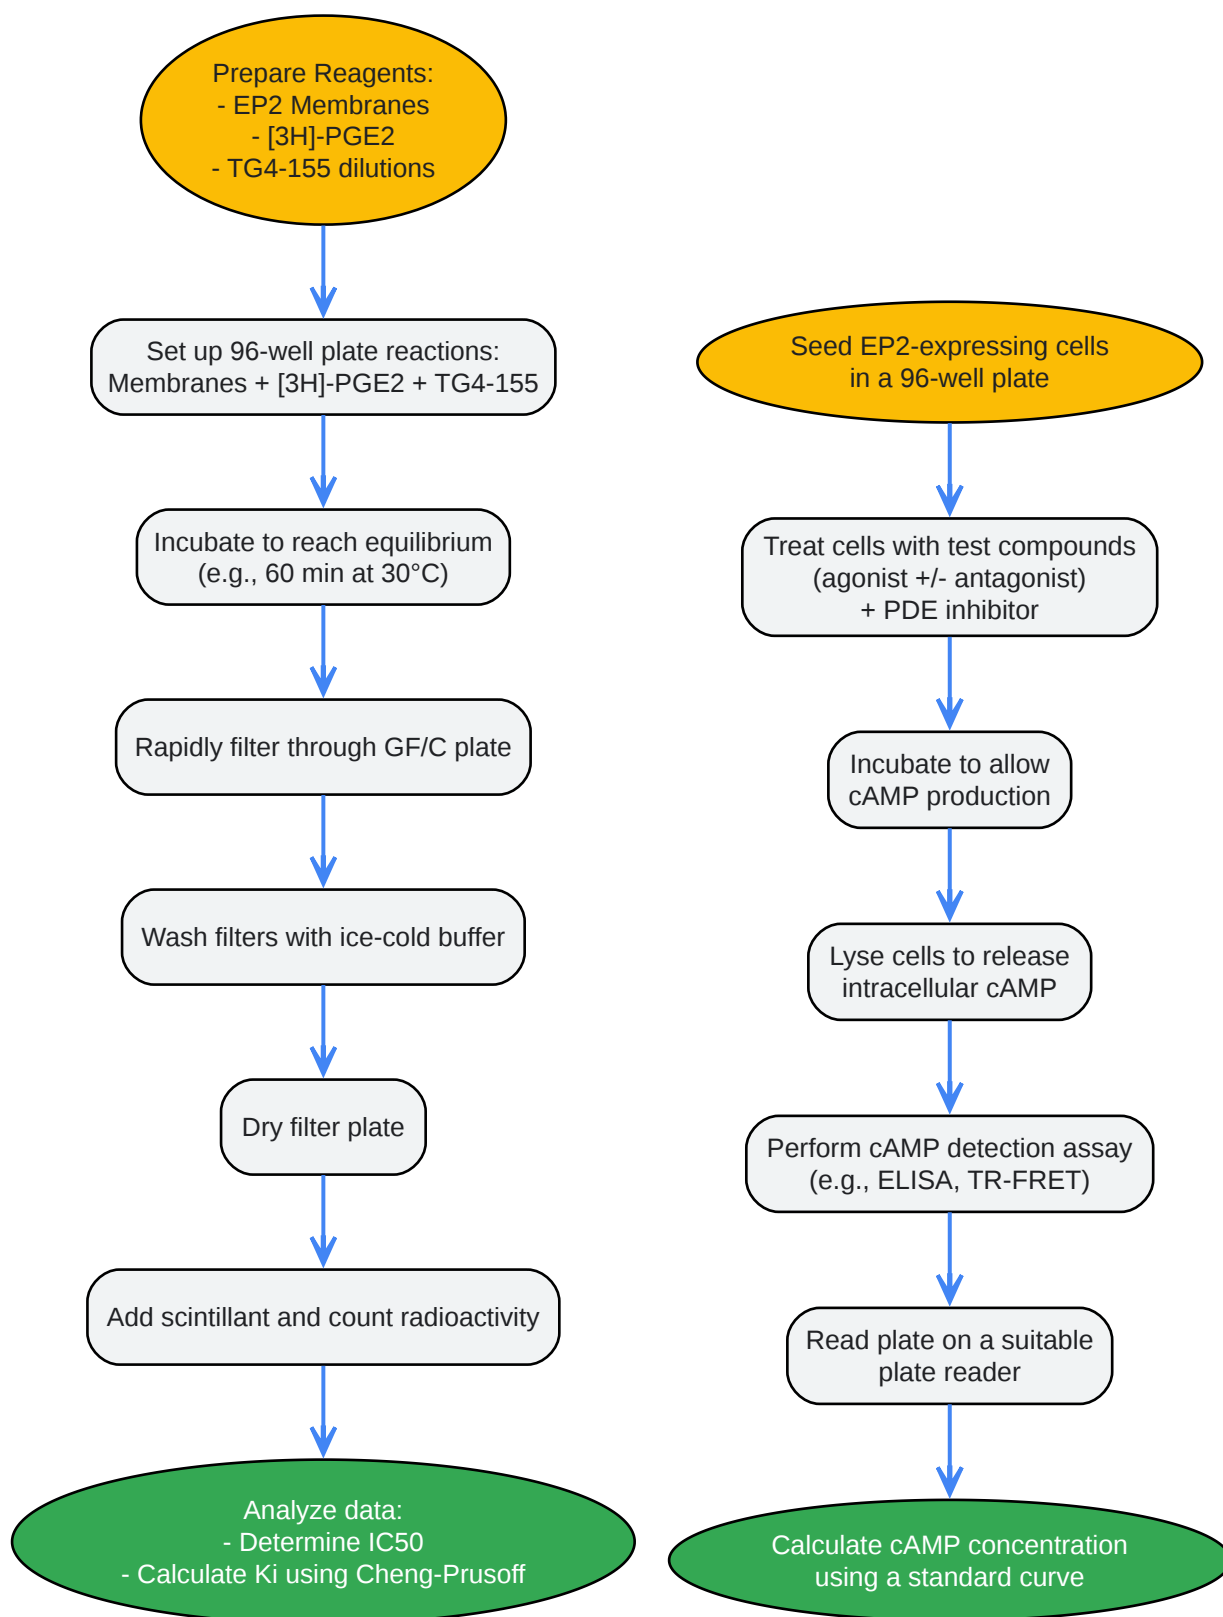 Prepare Reagents:
- EP2 Membranes
- [3H]-PGE2
- TG4-155 dilutions
Set up 96-well plate reactions:
Membranes + [3H]-PGE2 + TG4-155
Incubate to reach equilibrium
(e.g., 60 min at 30°C)
Rapidly filter through GF/C plate
Wash filters with ice-cold buffer
Dry filter plate
Add scintillant and count radioactivity
Analyze data:
- Determine IC50
- Calculate Ki using Cheng-Prusoff
Seed EP2-expressing cells
in a 96-well plate
Treat cells with test compounds
(agonist +/- antagonist)
+ PDE inhibitor
Incubate to allow
cAMP production
Lyse cells to release
intracellular cAMP
Perform cAMP detection assay
(e.g., ELISA, TR-FRET)
Read plate on a suitable
plate reader
Calculate cAMP concentration
using a standard curve